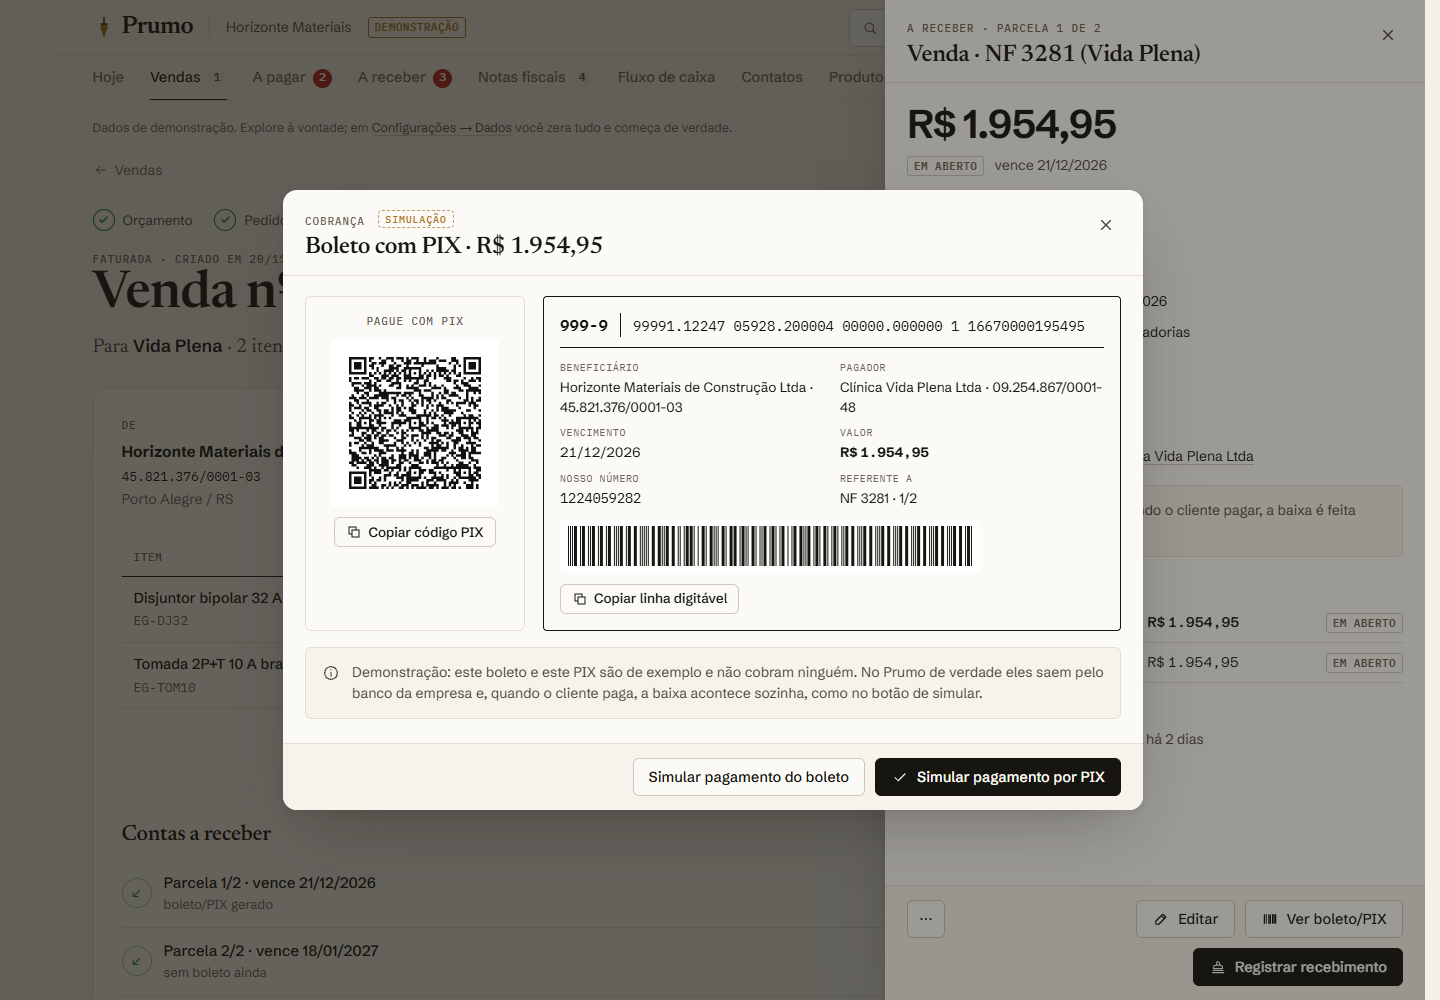 Prumo
Horizonte Materiais
DEMONSTRAÇÃO
Hoje
Vendas 1
A pagar 2
A receber 3
Notas fiscais 4
Fluxo de caixa
Contatos
Dados de demonstração. Explore à vontade; em Configurações → Dados você zera tudo e começa de verdade.
← Vendas
Orçamento
FATURADA · CRIADO EM
Venda
Para Vida Plena · 2
DE
Horizonte Materiais
45.821.376/0001-03
Porto Alegre / RS
ITEM
Disjuntor bipolar 32 A
EG-DJ32
Tomada 2P+T 10 A
EG-TOM10
Contas a receber
Parcela 1/2 · vence 21/12/2026
boleto/PIX gerado
Parcela 2/2 · vence 18/01/2027
sem boleto ainda
A RECEBER · PARCELA 1 DE 2
Venda · NF 3281 (Vida Plena)
R$ 1.954,95
EM ABERTO
vence 21/12/2026
Vida Plena Ltda
o cliente pagar, a baixa é feita
R$ 1.954,95 EM ABERTO
R$ 1.954,95 EM ABERTO
há 2 dias
...
Editar
Ver boleto/PIX
Registrar recebimento
COBRANÇA SIMULAÇÃO
Boleto com PIX · R$ 1.954,95
PAGUE COM PIX
Copiar código PIX
999-9 99991.12247 05928.200004 00000.000000 1 16670000195495
BENEFICIÁRIO
Horizonte Materiais de Construção Ltda ·
45.821.376/0001-03
PAGADOR
Clínica Vida Plena Ltda · 09.254.867/0001-
48
VENCIMENTO
21/12/2026
VALOR
R$ 1.954,95
NOSSO NÚMERO
1224059282
REFERENTE A
NF 3281 · 1/2
Copiar linha digitável
Demonstração: este boleto e este PIX são de exemplo e não cobram ninguém. No Prumo de verdade eles saem pelo
banco da empresa e, quando o cliente paga, a baixa acontece sozinha, como no botão de simular.
Simular pagamento do boleto
Simular pagamento por PIX